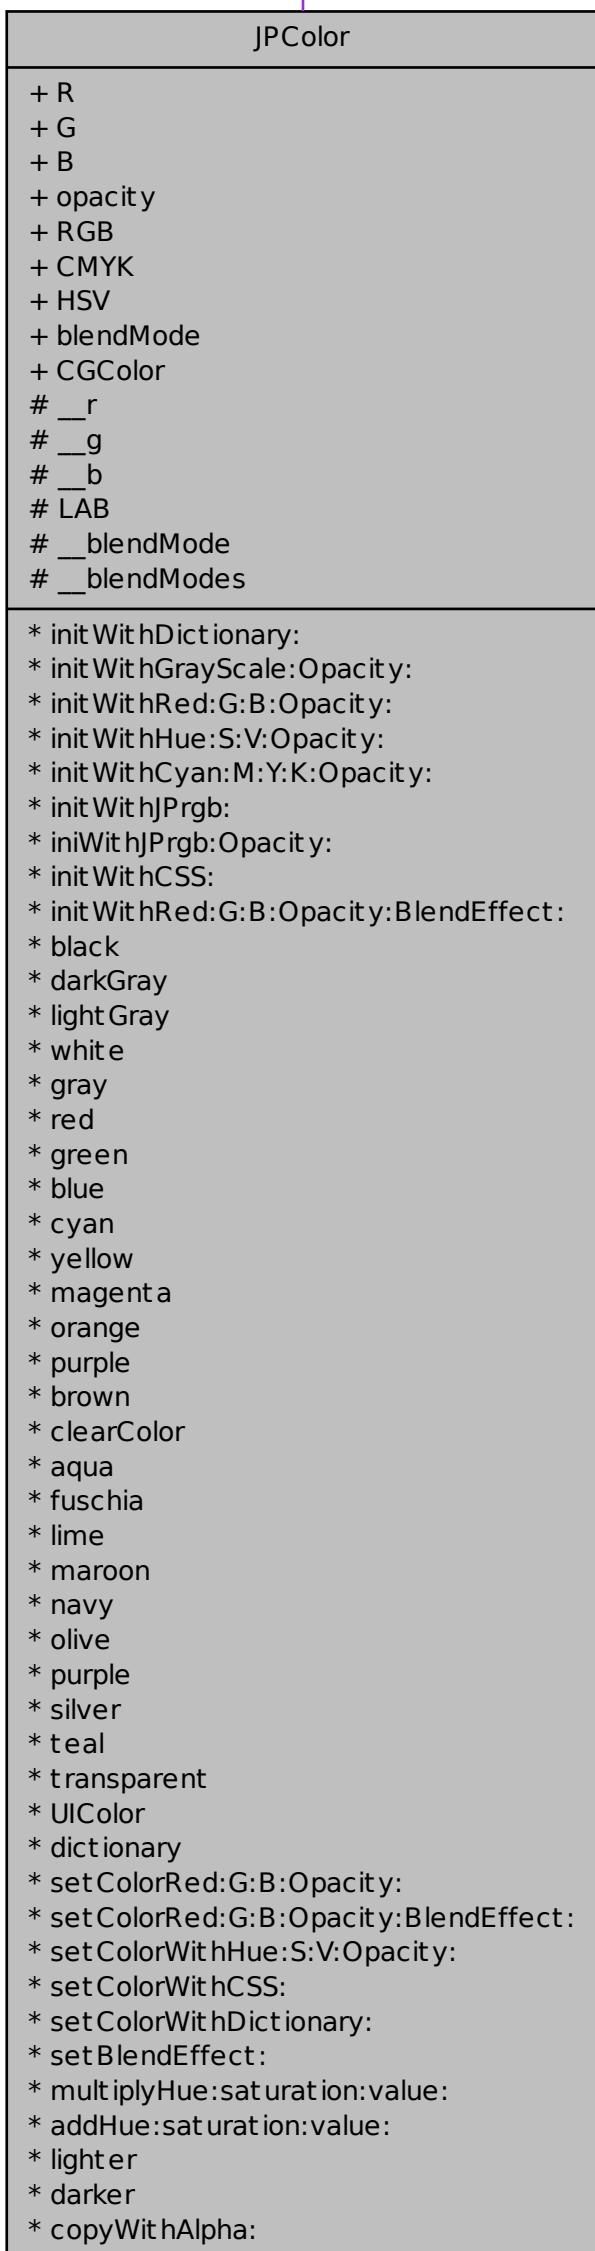 JPColor
+ R
+ G
+ B
+ opacity
+ RGB
+ CMYK
+ HSV
+ blendMode
+ CGColor
# __r
# __g
# __b
# LAB
# __blendMode
# __blendModes
* initWithDictionary:
* initWithGrayScale:Opacity:
* initWithRed:G:B:Opacity:
* initWithHue:S:V:Opacity:
* initWithCyan:M:Y:K:Opacity:
* initWithJPrgb:
* iniWithJPrgb:Opacity:
* initWithCSS:
* initWithRed:G:B:Opacity:BlendEffect:
* black
* darkGray
* lightGray
* white
* gray
* red
* green
* blue
* cyan
* yellow
* magenta
* orange
* purple
* brown
* clearColor
* aqua
* fuschia
* lime
* maroon
* navy
* olive
* purple
* silver
* teal
* transparent
* UIColor
* dictionary
* setColorRed:G:B:Opacity:
* setColorRed:G:B:Opacity:BlendEffect:
* setColorWithHue:S:V:Opacity:
* setColorWithCSS:
* setColorWithDictionary:
* setBlendEffect:
* multiplyHue:saturation:value:
* addHue:saturation:value:
* lighter
* darker
* copyWithAlpha: